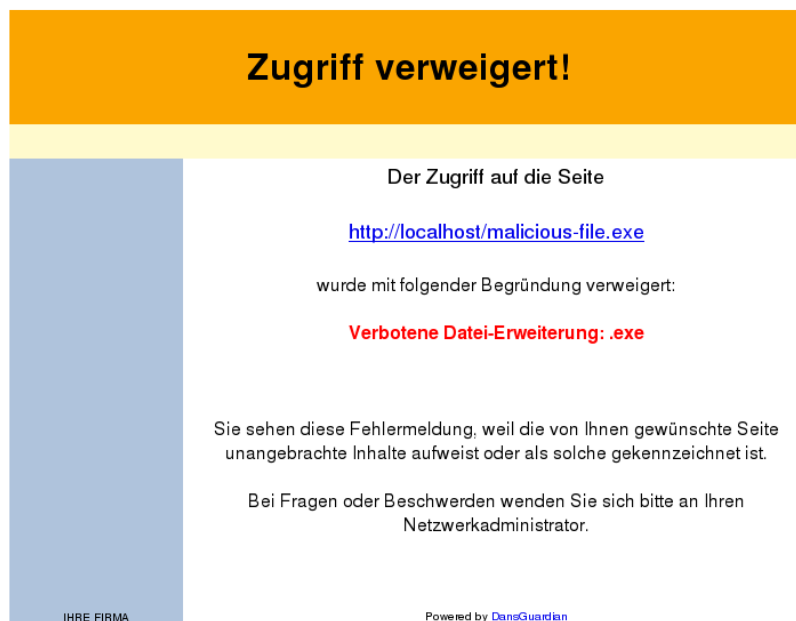 Zugriff verweigert!
Der Zugriff auf die Seite
http://localhost/malicious-file.exe
wurde mit folgender Begründung verweigert:
Verbotene Datei-Erweiterung: .exe
Sie sehen diese Fehlermeldung, weil die von Ihnen gewünschte Seite
unangebrachte Inhalte aufweist oder als solche gekennzeichnet ist.
Bei Fragen oder Beschwerden wenden Sie sich bitte an Ihren
Netzwerkadministrator.
IHRE FIRMA
Powered by DansGuardian